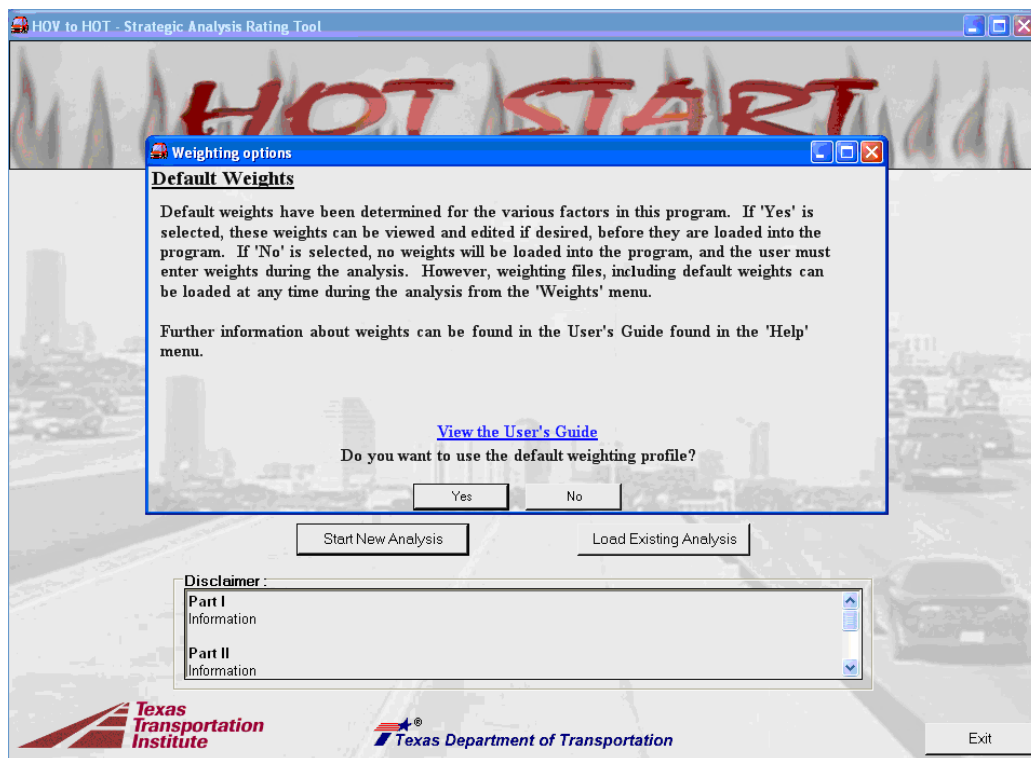 HOV to HOT - Strategic Analysis Rating Tool
HOT START
Weighting options
Default Weights
Default weights have been determined for the various factors in this program. If 'Yes' is
selected, these weights can be viewed and edited if desired, before they are loaded into the
program. If 'No' is selected, no weights will be loaded into the program, and the user must
enter weights during the analysis. However, weighting files, including default weights can
be loaded at any time during the analysis from the 'Weights' menu.
Further information about weights can be found in the User's Guide found in the 'Help'
menu.
View the User's Guide
Do you want to use the default weighting profile?
Yes No
Start New Analysis Load Existing Analysis
Disclaimer :
Part I
Information
Part II
Information
Texas
Transportation
Institute
®
Texas Department of Transportation
Exit